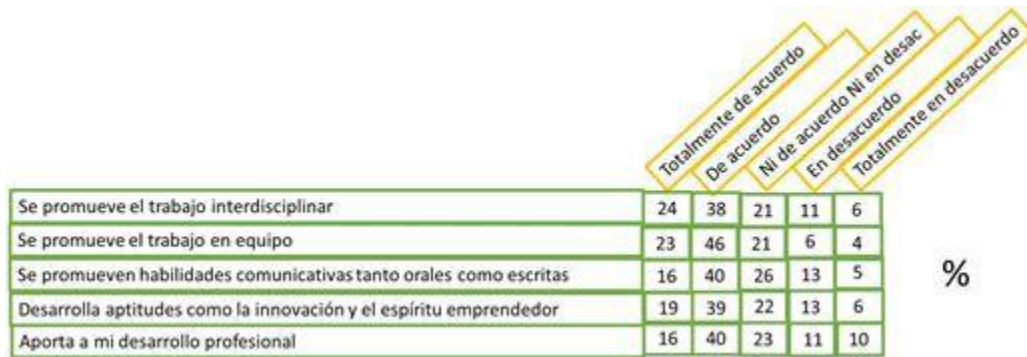 Totalmente de acuerdo
De acuerdo
Ni de acuerdo Ni en desac
En desacuerdo
Totalmente en desacuerdo
Se promueve el trabajo interdisciplinar 24 38 21 11 6
Se promueve el trabajo en equipo 23 46 21 6 4
Se promueven habilidades comunicativas tanto orales como escritas 16 40 26 13 5
%
Desarrolla aptitudes como la innovación y el espíritu emprendedor 19 39 22 13 6
Aporta a mi desarrollo profesional 16 40 23 11 10